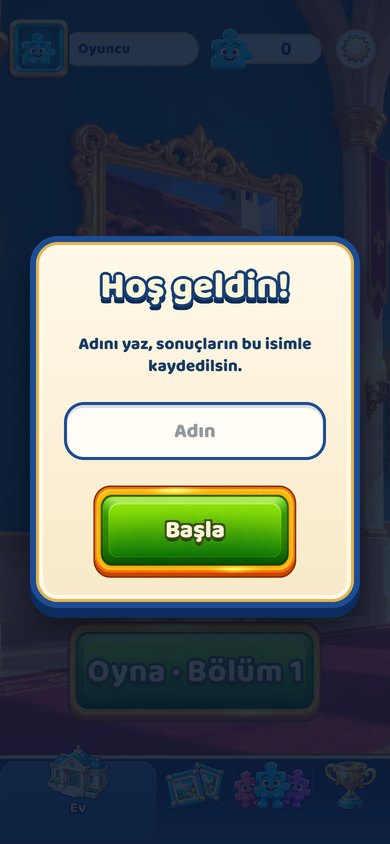 Oyuncu
0
Hoş geldin!
Adını yaz, sonuçların bu isimle
kaydedilsin.
Adın
Başla
Oyna • Bölüm 1
Ev